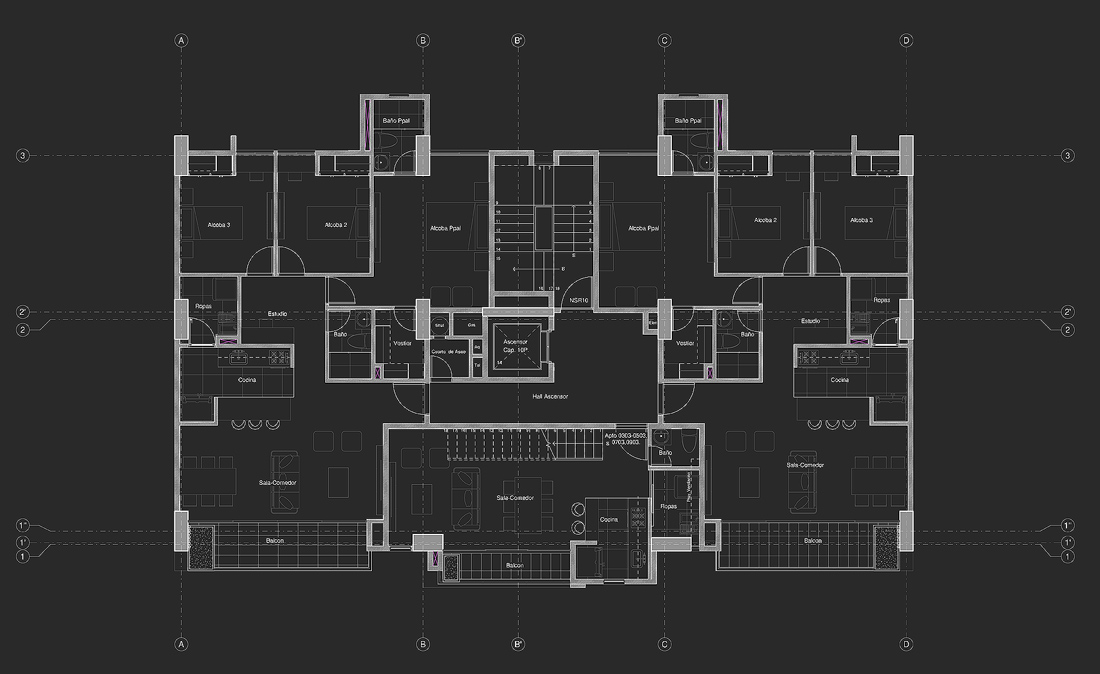 A
B
B'
C
D
Baño Ppal
Baño Ppal
3
3
Alcoba 3
Alcoba 2
Alcoba Ppal
Alcoba Ppal
Alcoba 2
Alcoba 3
B
NSR10
Ropas
Estudio
Estudio
Ropas
2'
2
2'
2
Baño
Vestier
Ascensor
Cap. 10P.
Vestier
Baño
Cocina
Cuarto de Aseo
Cocina
Hall Ascensor
Apto 0303-0503.
0703.0903.
Baño
Sala-Comedor
Sala-Comedor
Sala-Comedor
Cocina
Ropas
1''
1'
1
Balcon
Balcon
Balcon
1''
1'
1
A
B
B'
C
D